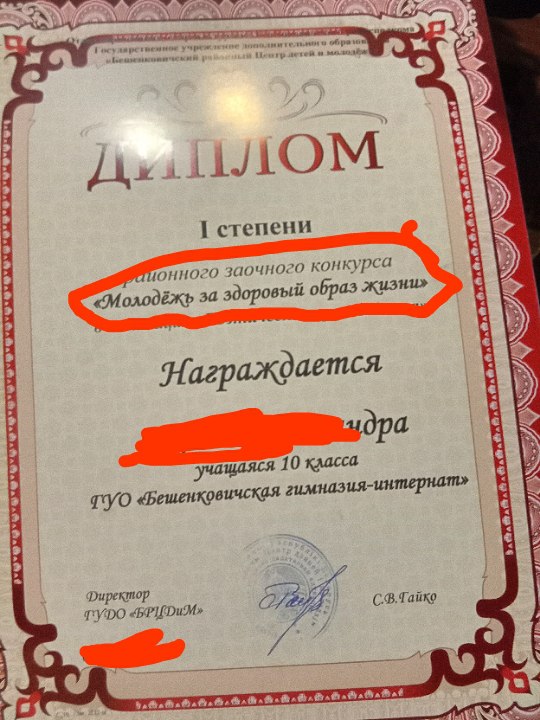 Государственное учреждение дополнительного образов
«Бешенковичский районный Центр детей и молодёж
ДИПЛОМ
I степени
районного заочного конкурса
«Молодёжь за здоровый образ жизни»
Награждается
ндра
учащаяся 10 класса
ГУО «Бешенковичская гимназия-интернат»
Директор
ГУДО «БРЦДиМ»
С.В.Гайко